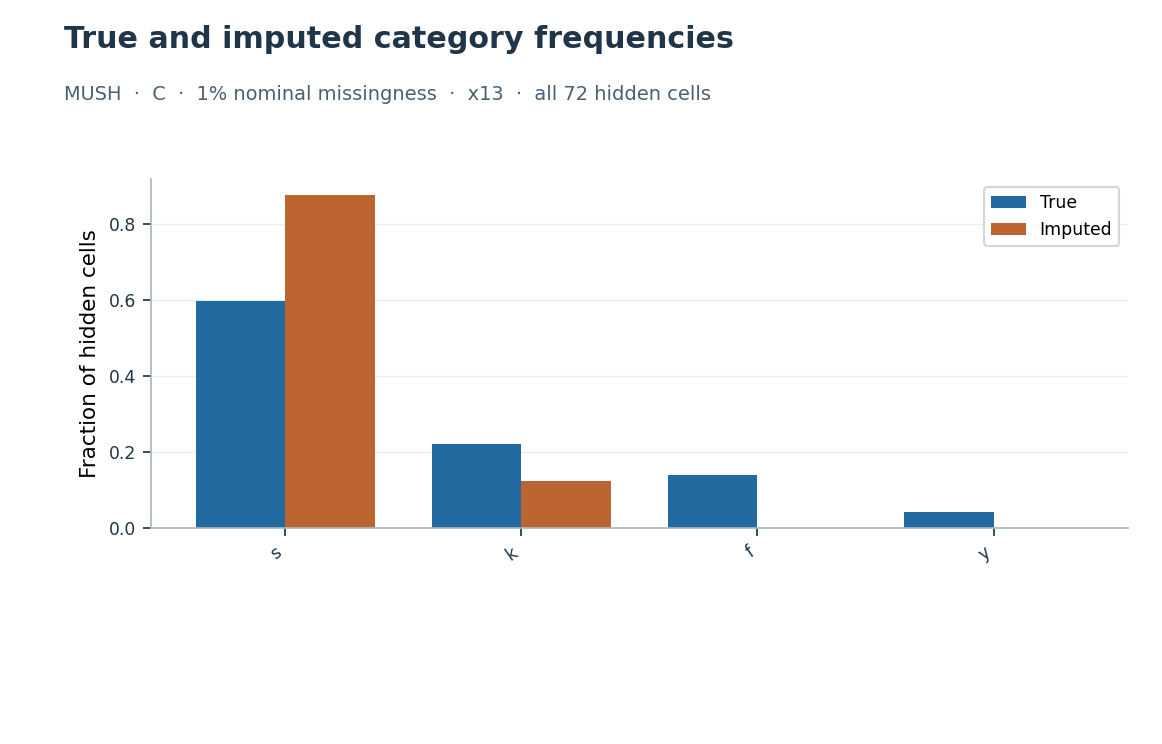 True and imputed category frequencies
MUSH · C · 1% nominal missingness · x13 · all 72 hidden cells
Fraction of hidden cells
0.8
0.6
0.4
0.2
0.0
True
Imputed
s
k
f
y